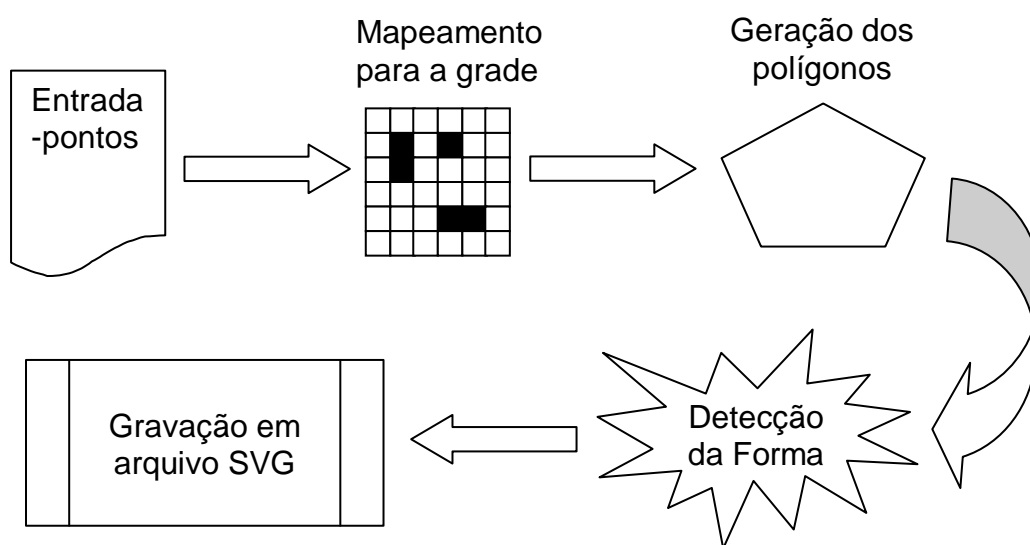 Entrada
-pontos
Mapeamento
para a grade
Geração dos
polígonos
Detecção
da Forma
Gravação em
arquivo SVG